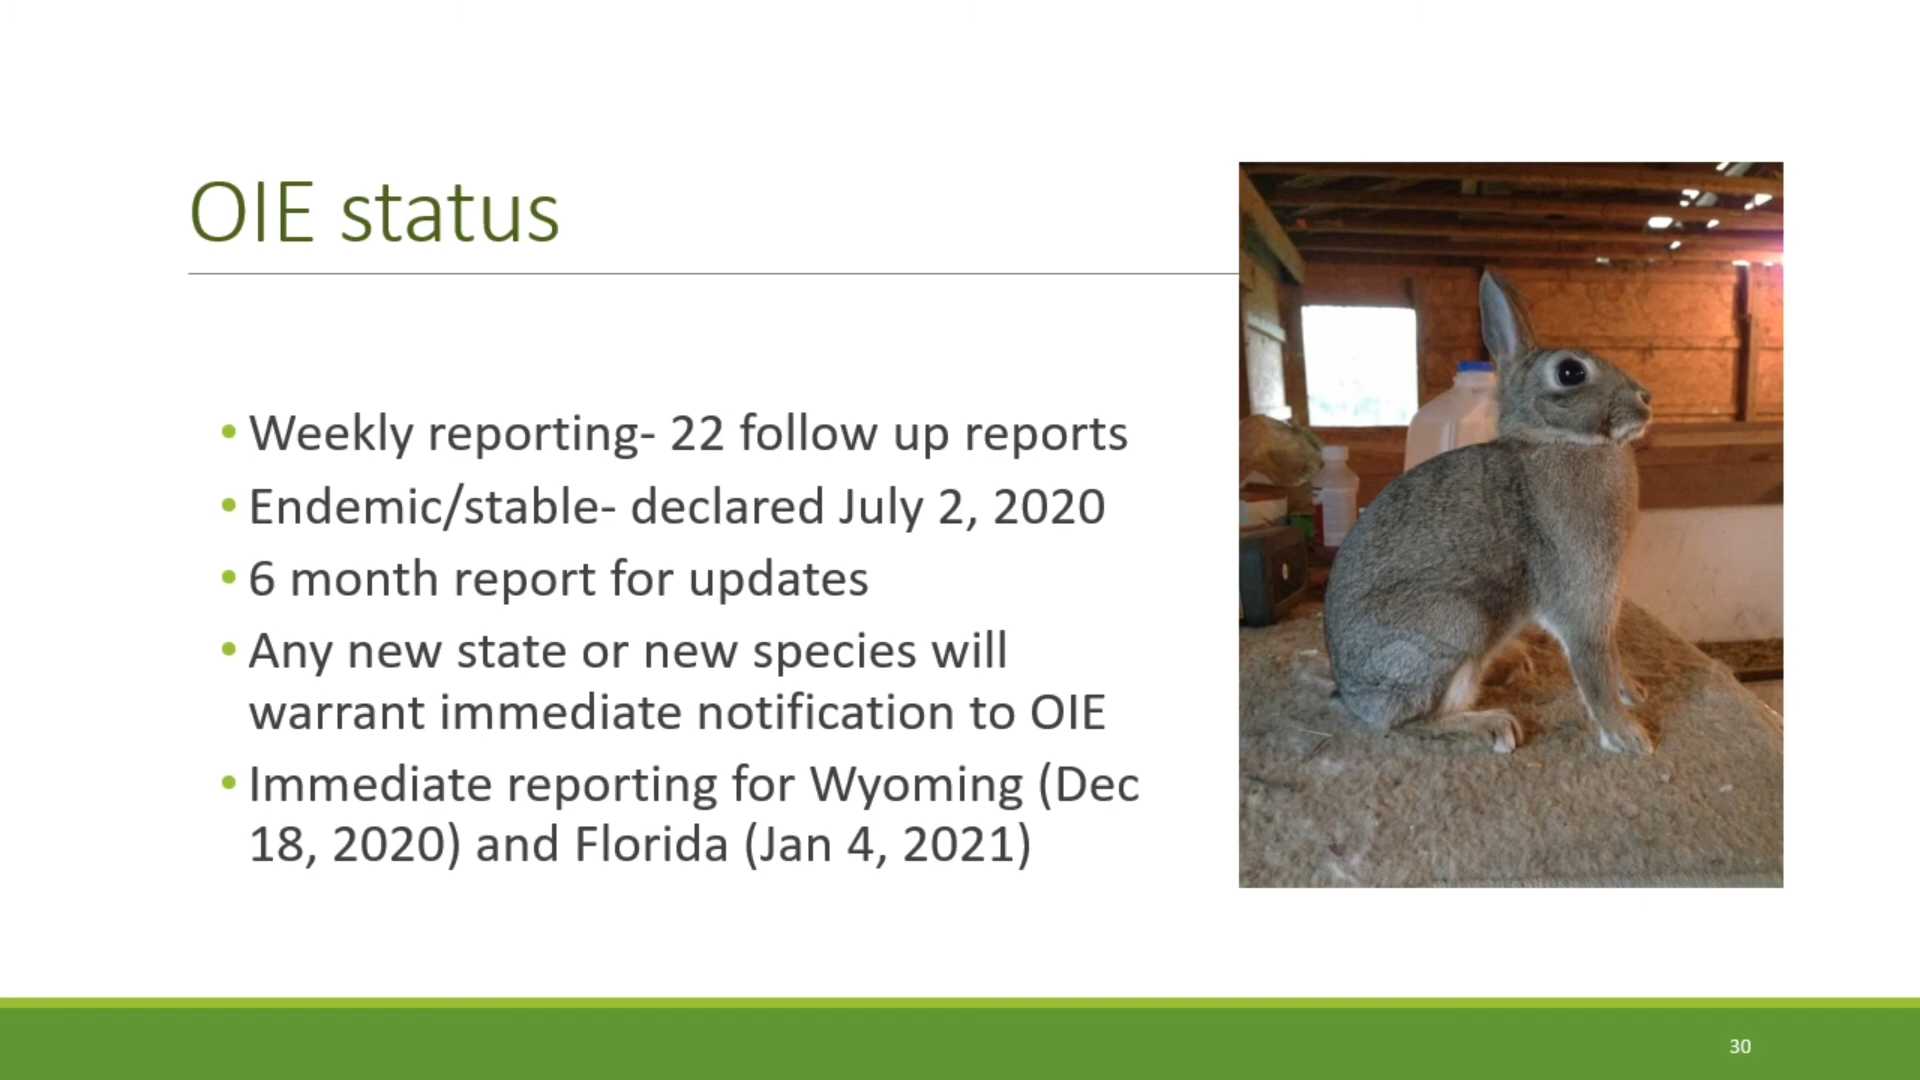 OIE status
• Weekly reporting- 22 follow up reports
• Endemic/stable- declared July 2, 2020
• 6 month report for updates
• Any new state or new species will
warrant immediate notification to OIE
• Immediate reporting for Wyoming (Dec
18, 2020) and Florida (Jan 4, 2021)
30